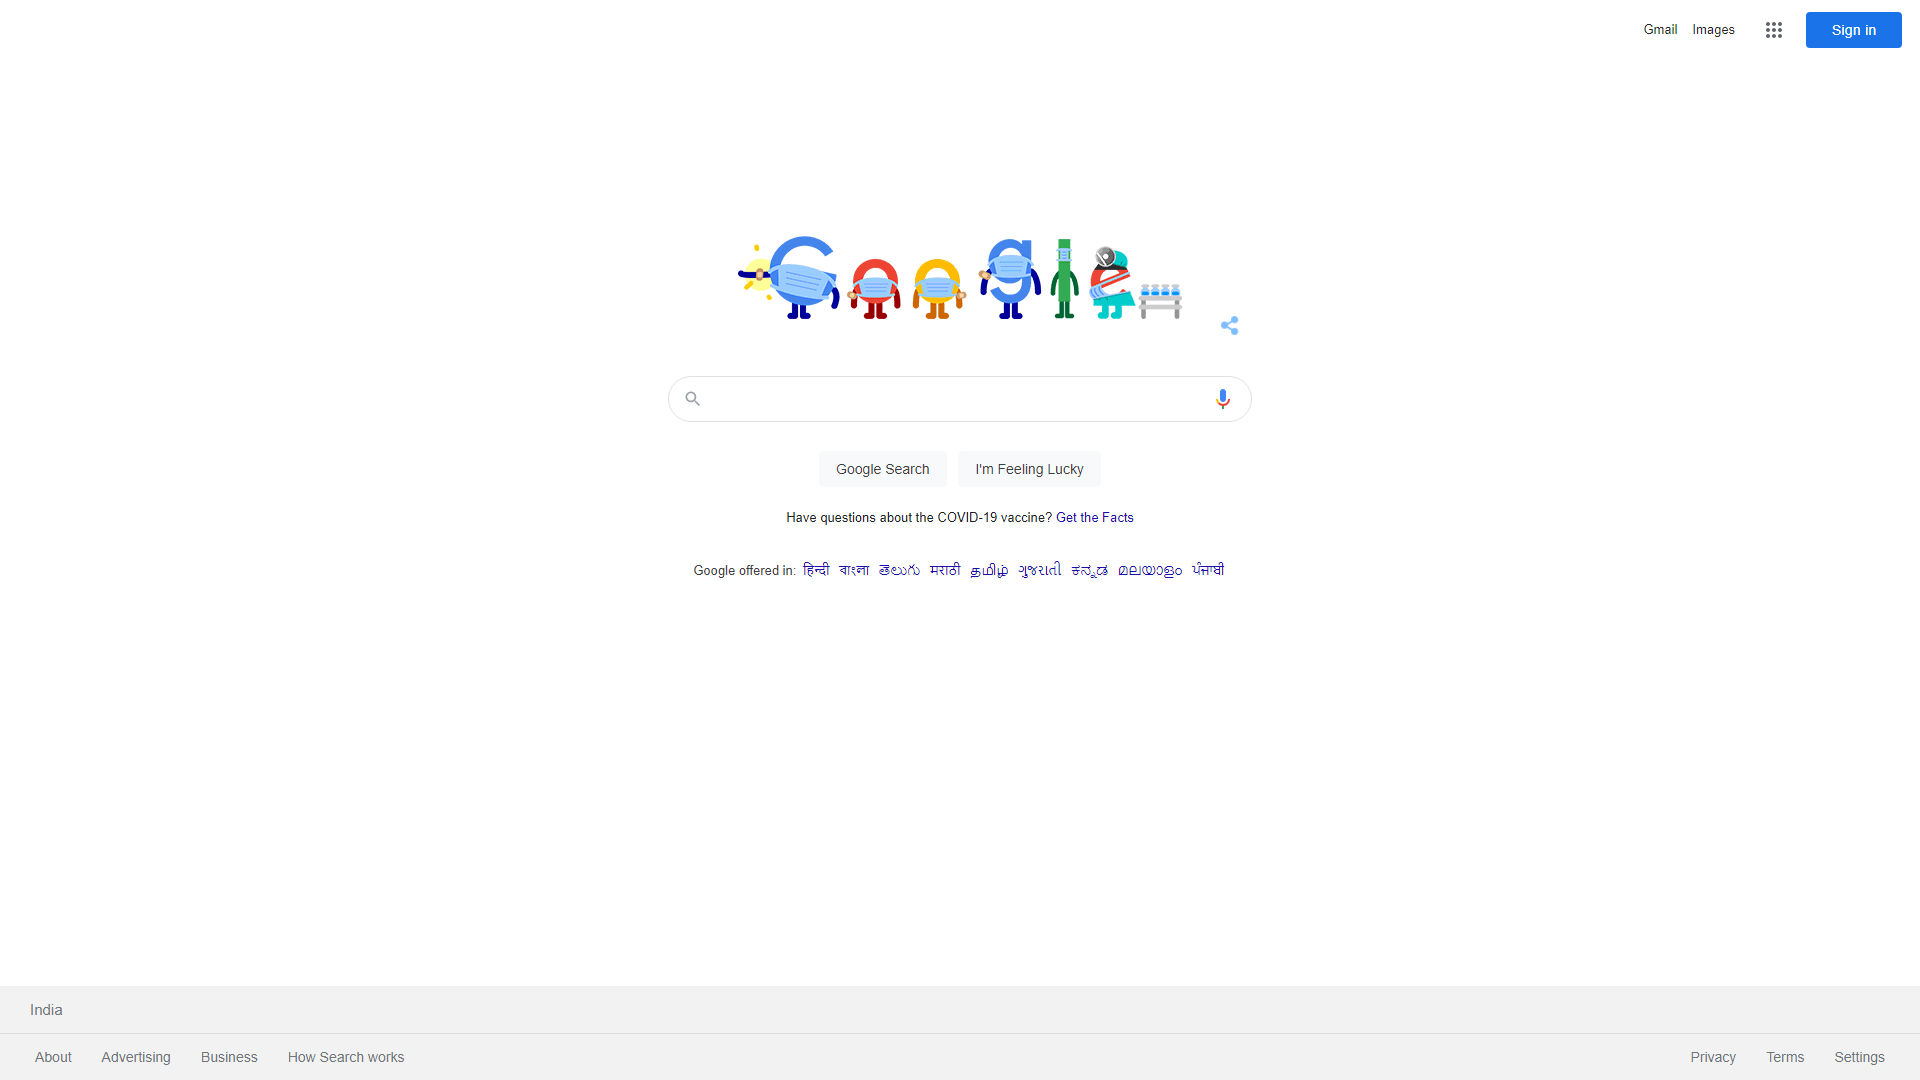 Gmail Images Sign in
Google
Google Search I'm Feeling Lucky
Have questions about the COVID-19 vaccine? Get the Facts
Google offered in: हिन्दी বাংলা తెలుగు मराठी தமிழ் ગુજરાતી ಕನ್ನಡ മലയാളം ਪੰਜਾਬੀ
India
About Advertising Business How Search works Privacy Terms Settings